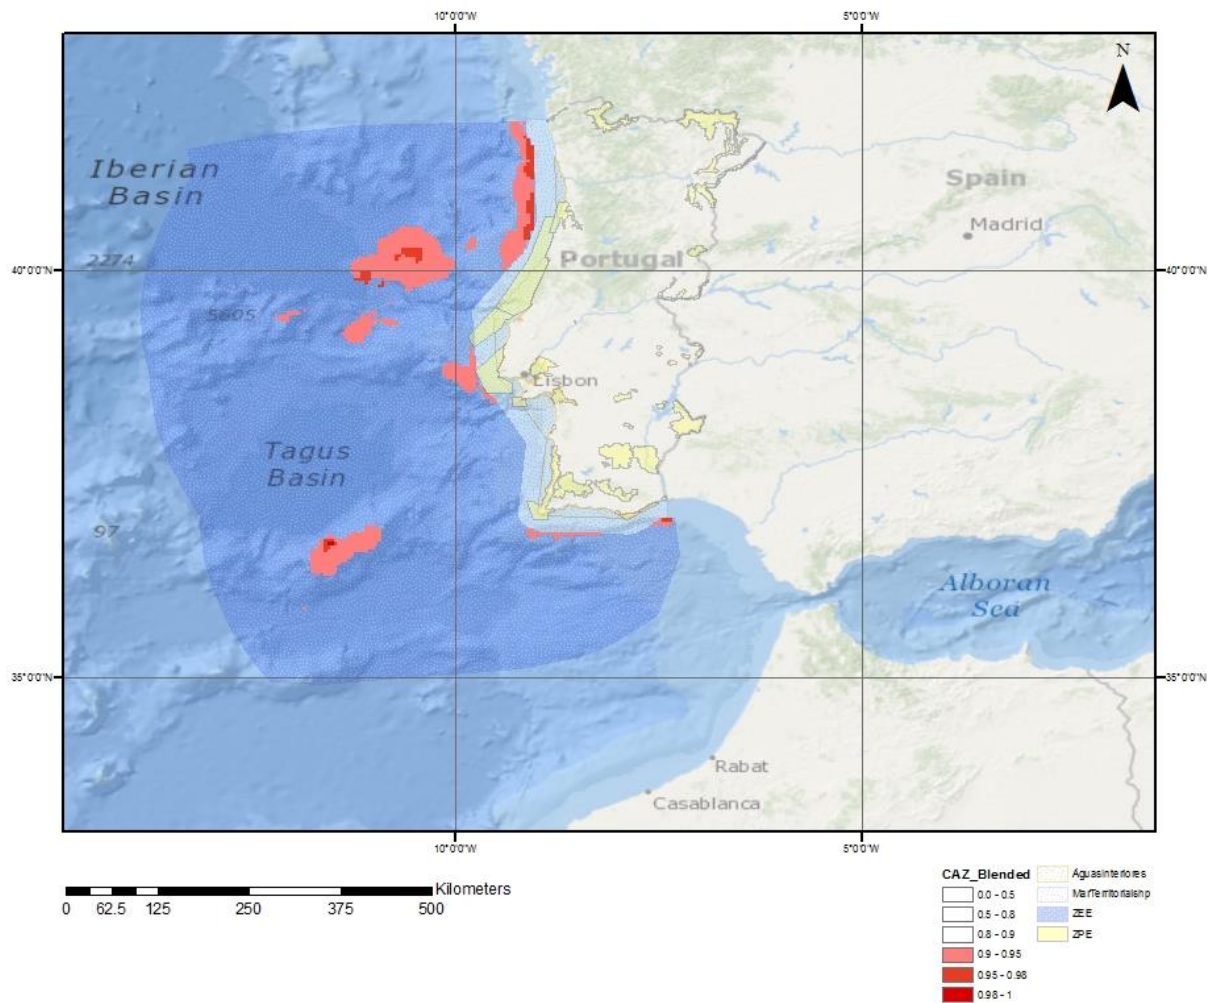 10°0'0"W
5°0'0"W
N
Iberian
Basin
Spain
Madrid
Portugal
2274
40°0'0"N
40°0'0"N
5605
Lisbon
Tagus
Basin
97
Alboran
Sea
35°0'0"N
35°0'0"N
Rabat
Casablanca
10°0'0"W
5°0'0"W
Kilometers
0 62.5 125 250 375 500
CAZ_Blended
0.0 - 0.5
0.5 - 0.8
0.8 - 0.9
0.9 - 0.95
0.95 - 0.98
0.98 - 1
AguasInteriores
MarTerritorialshp
ZEE
ZPE